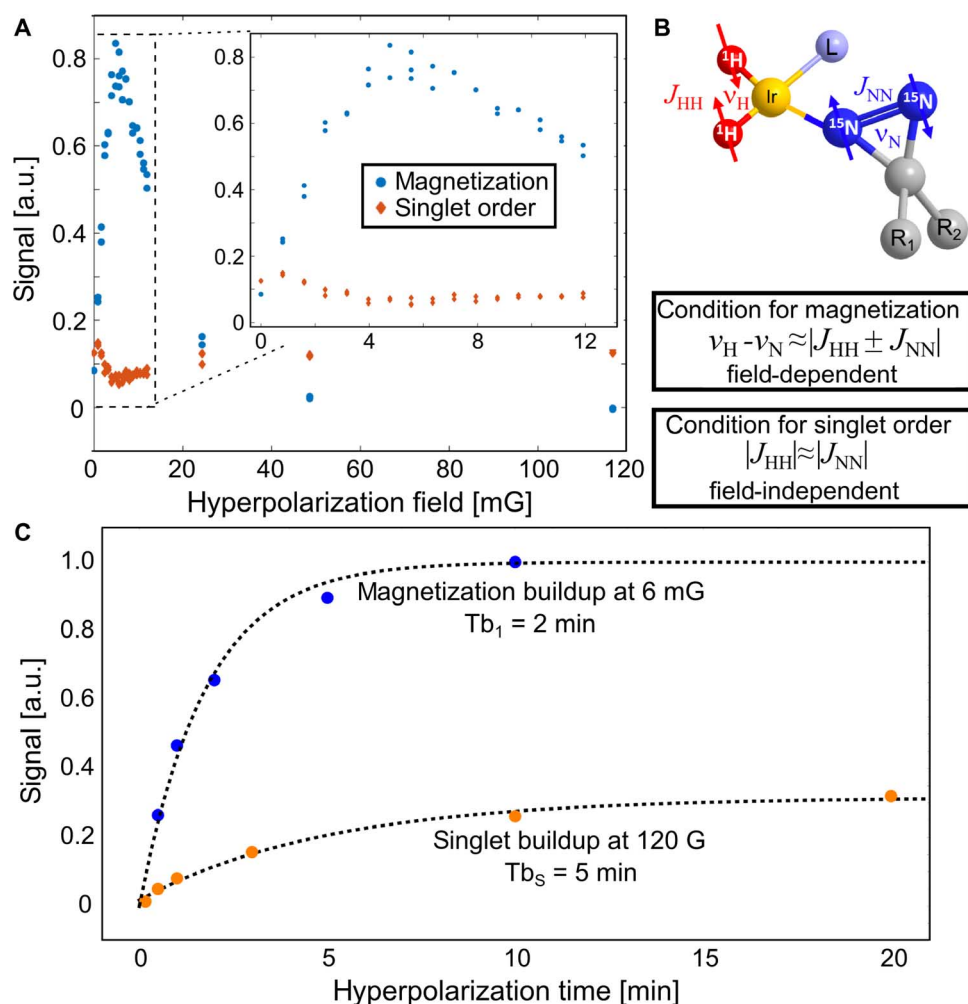 A
Signal [a.u.]
0.8
0.6
0.4
0.2
0
0 20 40 60 80 100 120
Hyperpolarization field [mG]
0.8
0.6
0.4
0.2
0
0 4 8 12
Magnetization
Singlet order
B
¹H
L
J_HH
ν_H
Ir
¹H
¹⁵N
J_NN
¹⁵N
ν_N
R₁
R₂
Condition for magnetization
ν_H - ν_N ≈ |J_HH ± J_NN|
field-dependent
Condition for singlet order
|J_HH| ≈ |J_NN|
field-independent
C
Signal [a.u.]
1.0
0.8
0.6
0.4
0.2
0
Magnetization buildup at 6 mG
Tb₁ = 2 min
Singlet buildup at 120 G
Tb_S = 5 min
0 5 10 15 20
Hyperpolarization time [min]